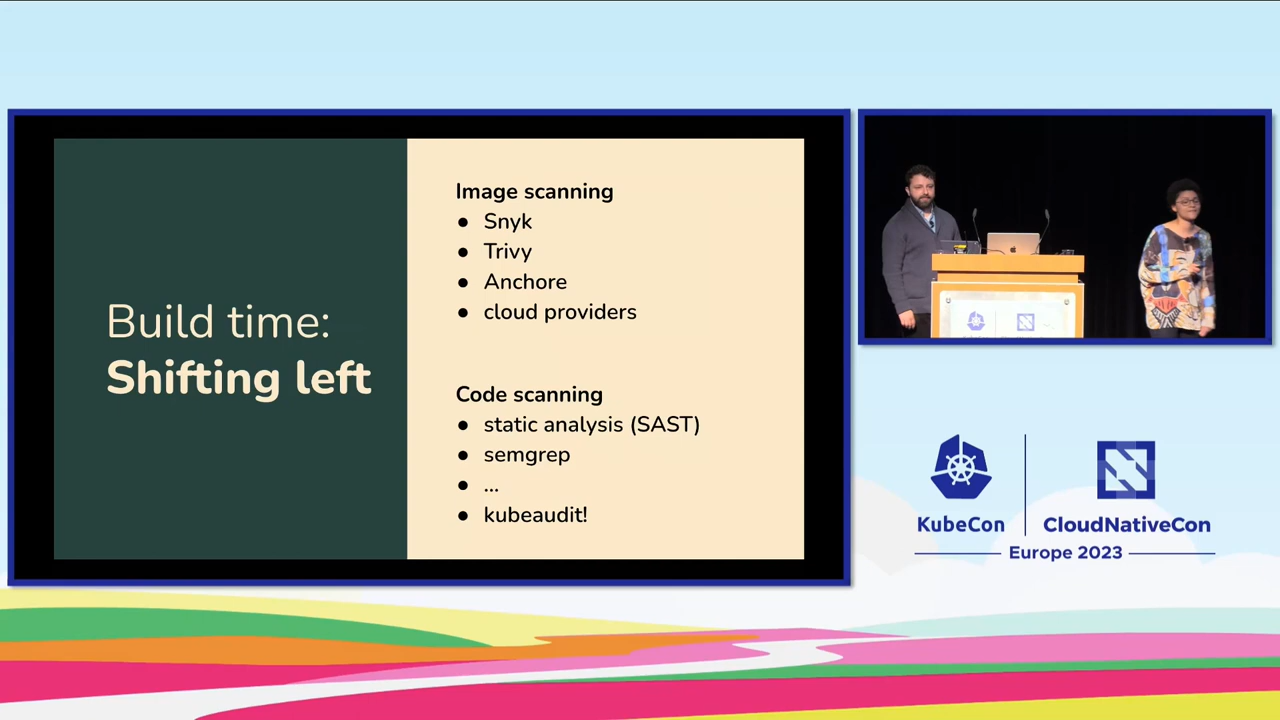 Build time:
Shifting left
Image scanning
● Snyk
● Trivy
● Anchore
● cloud providers
Code scanning
● static analysis (SAST)
● semgrep
● ...
● kubeaudit!
KubeCon
CloudNativeCon
Europe 2023